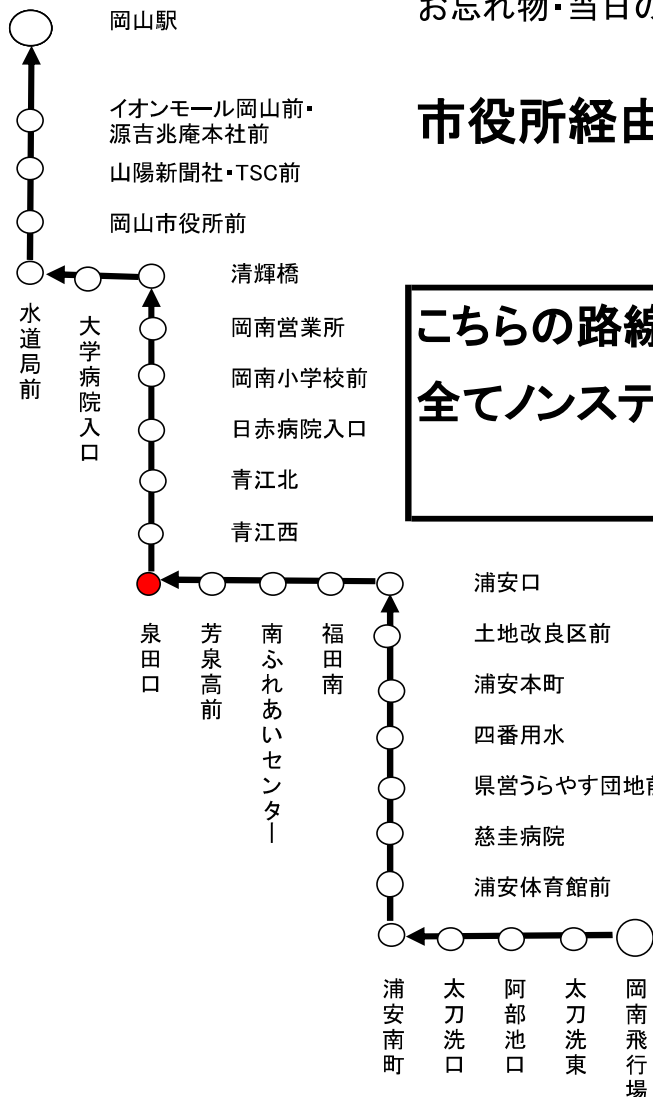 岡山駅
お忘れ物・当日の
イオンモール岡山前・
源吉兆庵本社前
市役所経由
山陽新聞社・TSC前
岡山市役所前
清輝橋
水道局前
大学病院入口
岡南営業所
岡南小学校前
日赤病院入口
青江北
青江西
こちらの路線
全てノンステ
泉田口
芳泉高前
南ふれあいセンター
福田南
浦安口
土地改良区前
浦安本町
四番用水
県営うらやす団地前
慈圭病院
浦安体育館前
浦安南町
太刀洗口
阿部池口
太刀洗東
岡南飛行場